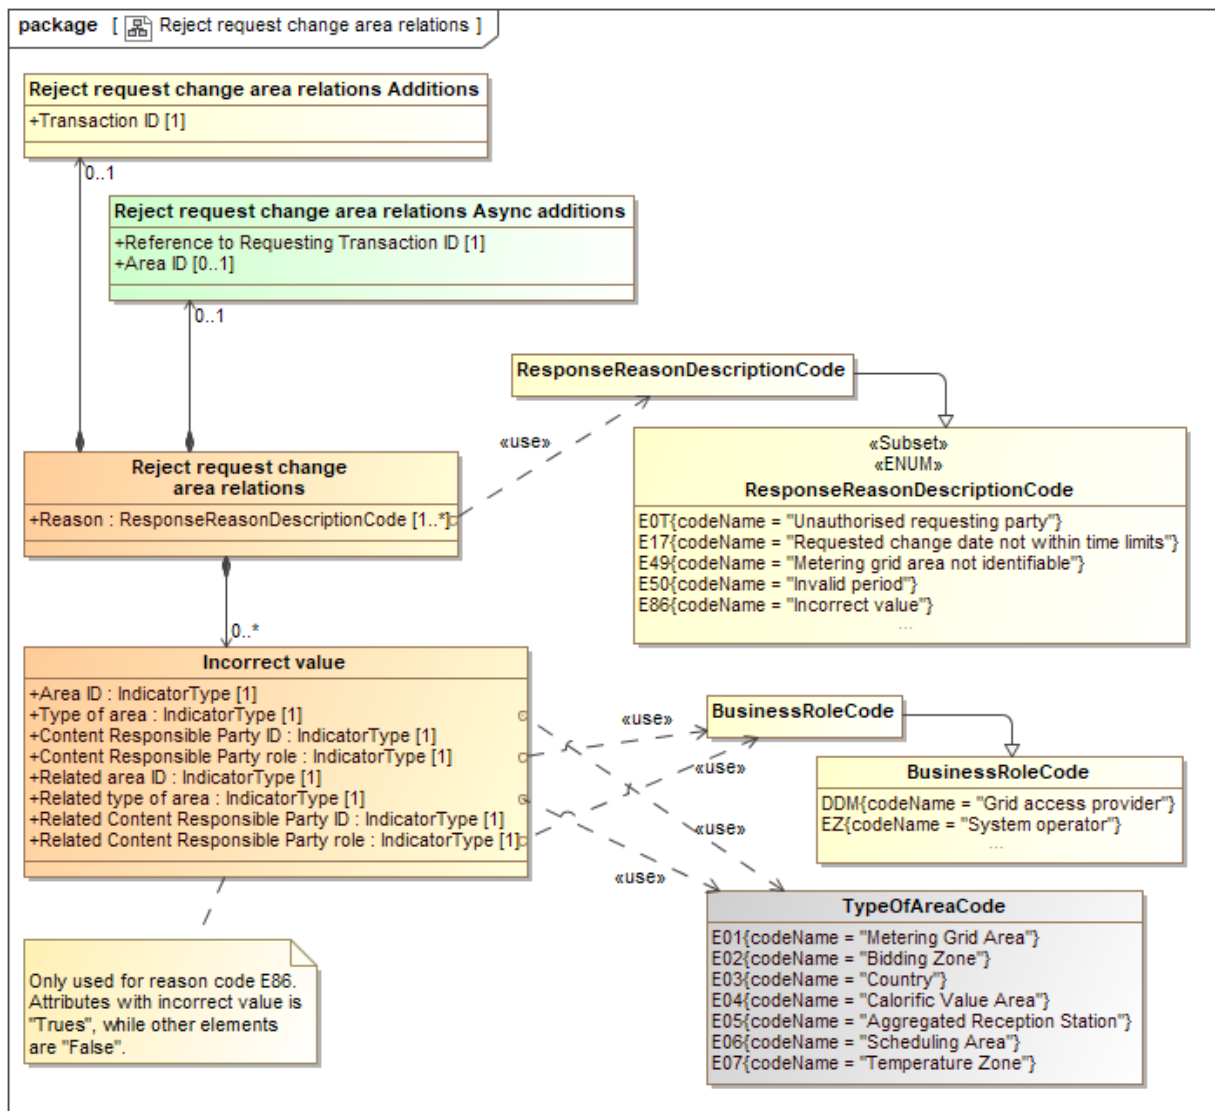 package [ Reject request change area relations ]
Reject request change area relations Additions
+Transaction ID [1]
0..1
Reject request change area relations Async additions
+Reference to Requesting Transaction ID [1]
+Area ID [0..1]
0..1
ResponseReasonDescriptionCode
«use»
«Subset»
«ENUM»
ResponseReasonDescriptionCode
E0T{codeName = "Unauthorised requesting party"}
E17{codeName = "Requested change date not within time limits"}
E49{codeName = "Metering grid area not identifiable"}
E50{codeName = "Invalid period"}
E86{codeName = "Incorrect value"}
...
Reject request change
area relations
+Reason : ResponseReasonDescriptionCode [1..*]
0..*
Incorrect value
+Area ID : IndicatorType [1]
+Type of area : IndicatorType [1]
+Content Responsible Party ID : IndicatorType [1]
+Content Responsible Party role : IndicatorType [1]
+Related area ID : IndicatorType [1]
+Related type of area : IndicatorType [1]
+Related Content Responsible Party ID : IndicatorType [1]
+Related Content Responsible Party role : IndicatorType [1]
«use»
«use»
«use»
«use»
BusinessRoleCode
BusinessRoleCode
DDM{codeName = "Grid access provider"}
EZ{codeName = "System operator"}
...
TypeOfAreaCode
E01{codeName = "Metering Grid Area"}
E02{codeName = "Bidding Zone"}
E03{codeName = "Country"}
E04{codeName = "Calorific Value Area"}
E05{codeName = "Aggregated Reception Station"}
E06{codeName = "Scheduling Area"}
E07{codeName = "Temperature Zone"}
Only used for reason code E86.
Attributes with incorrect value is
"Trues", while other elements
are "False".